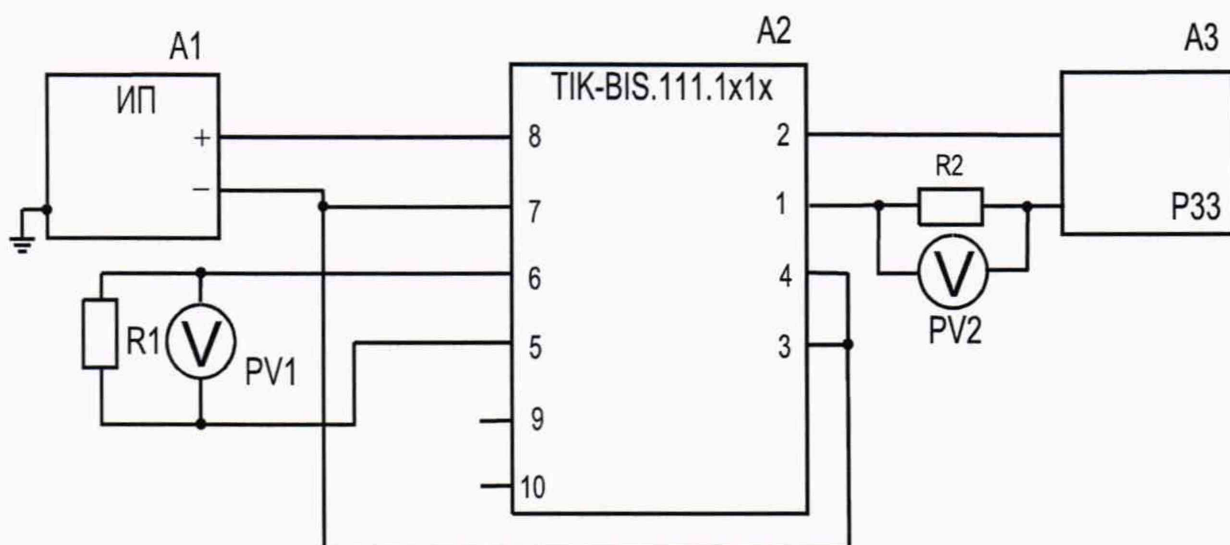 A1
A2
A3
ИП
TIK-BIS.111.1x1x
+
8
2
−
R2
7
1
P33
6
4
V
PV2
R1
V
PV1
5
3
9
10